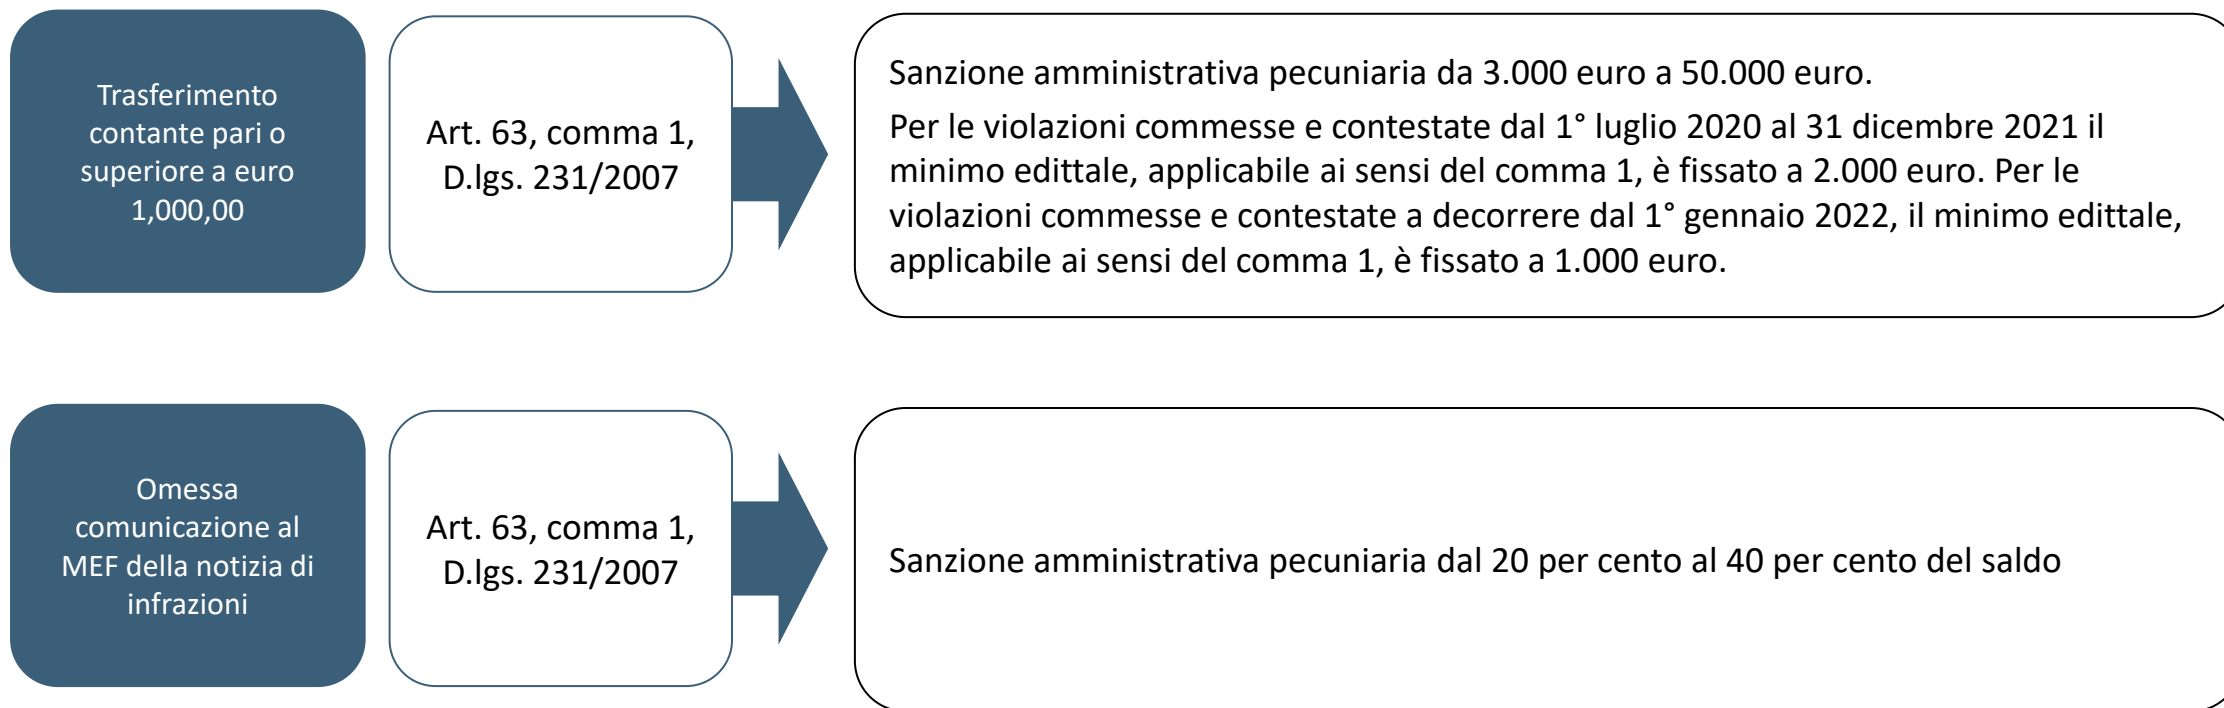 Trasferimento
contante pari o
superiore a euro
1,000,00
Art. 63, comma 1,
D.lgs. 231/2007
Sanzione amministrativa pecuniaria da 3.000 euro a 50.000 euro.
Per le violazioni commesse e contestate dal 1° luglio 2020 al 31 dicembre 2021 il
minimo edittale, applicabile ai sensi del comma 1, è fissato a 2.000 euro. Per le
violazioni commesse e contestate a decorrere dal 1° gennaio 2022, il minimo edittale,
applicabile ai sensi del comma 1, è fissato a 1.000 euro.
Omessa
comunicazione al
MEF della notizia di
infrazioni
Art. 63, comma 1,
D.lgs. 231/2007
Sanzione amministrativa pecuniaria dal 20 per cento al 40 per cento del saldo